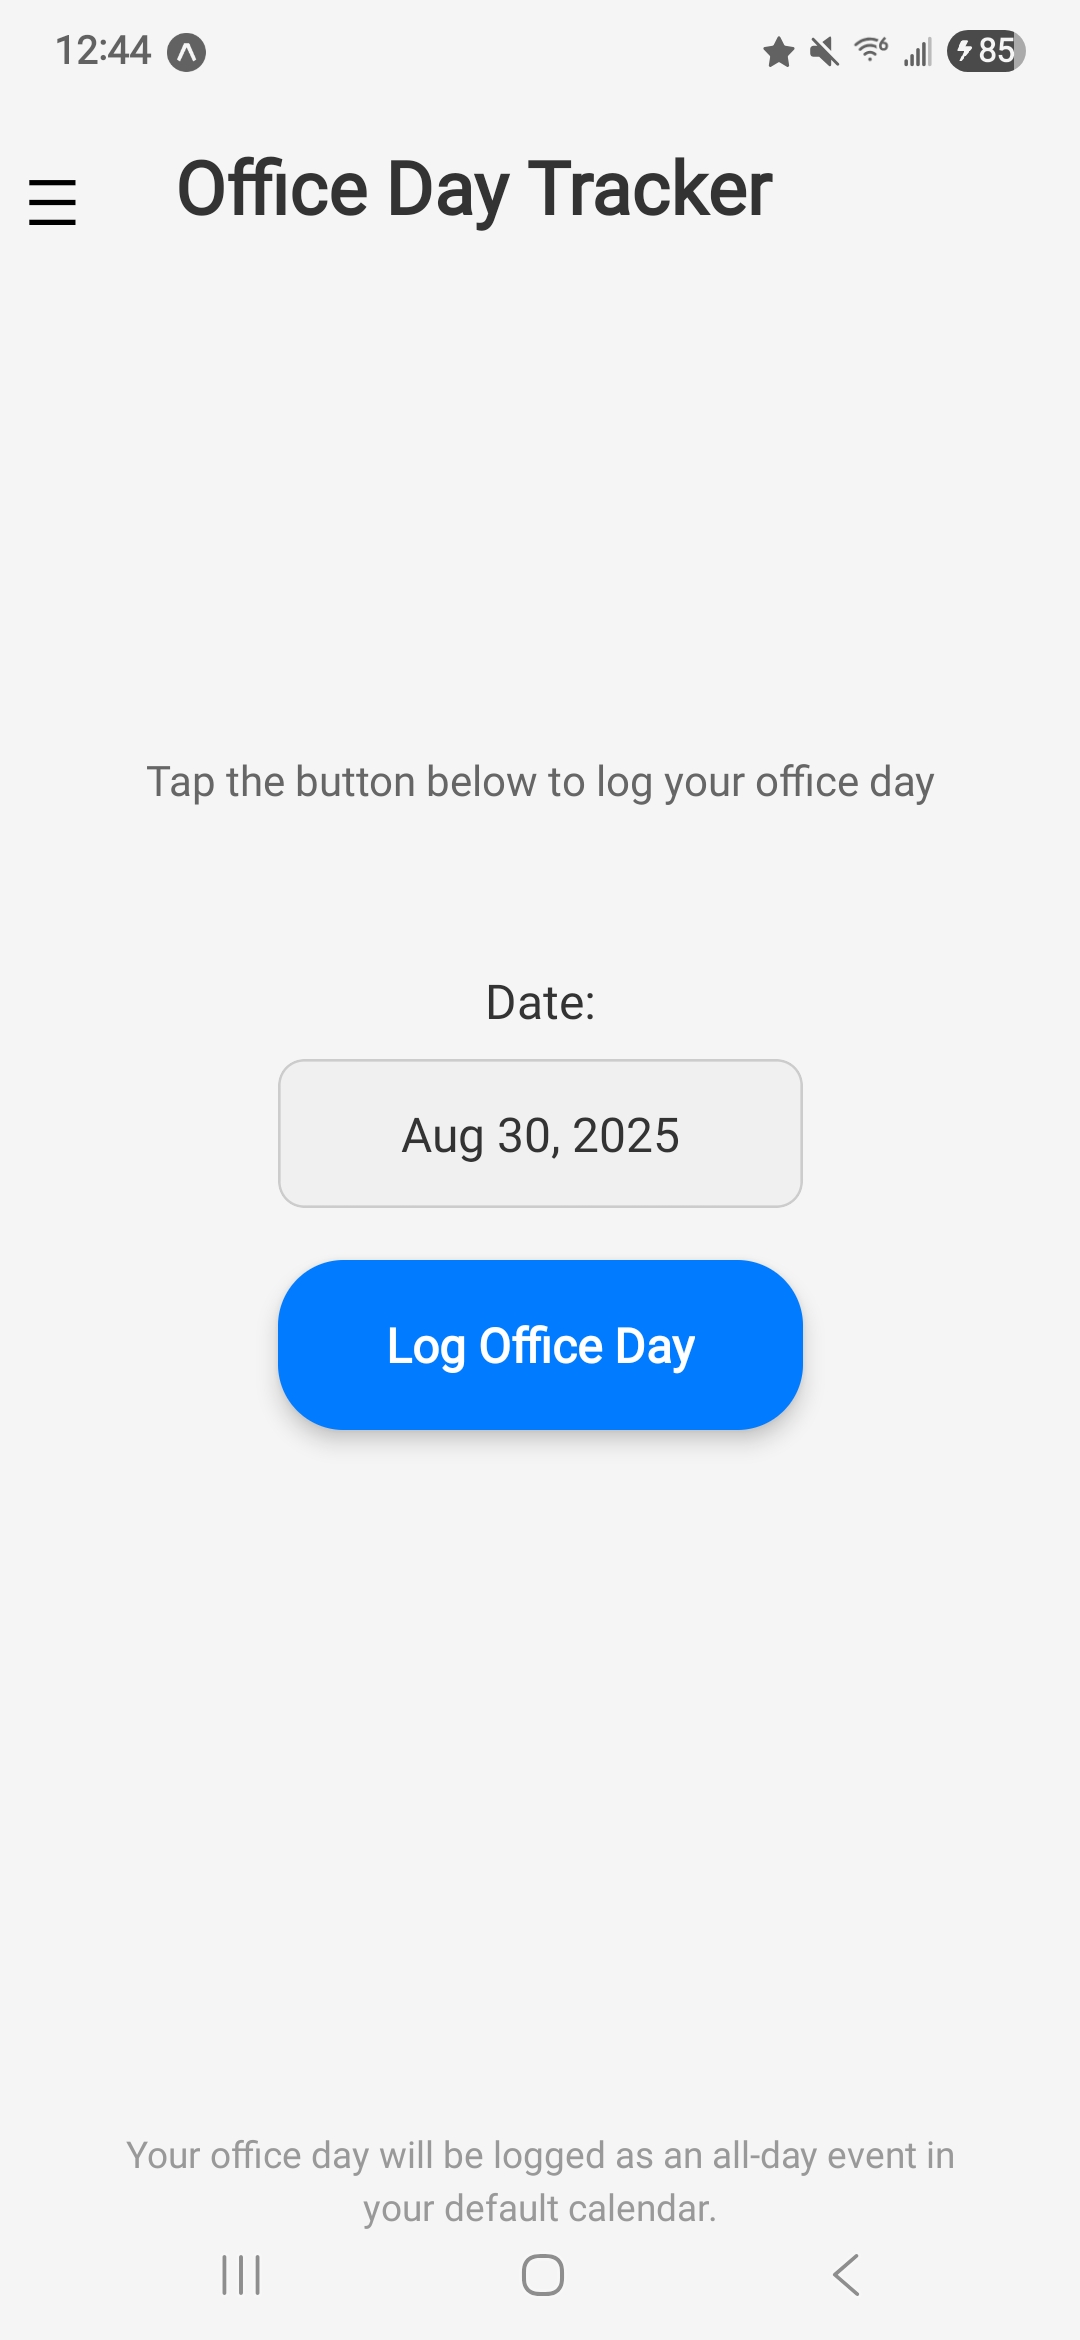 12:44
85
Office Day Tracker
Tap the button below to log your office day
Date:
Aug 30, 2025
Log Office Day
Your office day will be logged as an all-day event in
your default calendar.